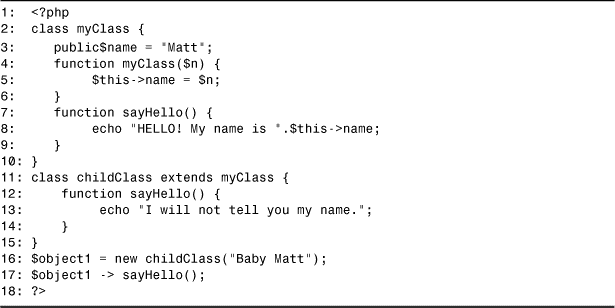 1: <?php
2: class myClass {
3: public$name = "Matt";
4: function myClass($n) {
5: $this->name = $n;
6: }
7: function sayHello() {
8: echo "HELLO! My name is ".$this->name;
9: }
10: }
11: class childClass extends myClass {
12: function sayHello() {
13: echo "I will not tell you my name.";
14: }
15: }
16: $object1 = new childClass("Baby Matt");
17: $object1 -> sayHello();
18: ?>